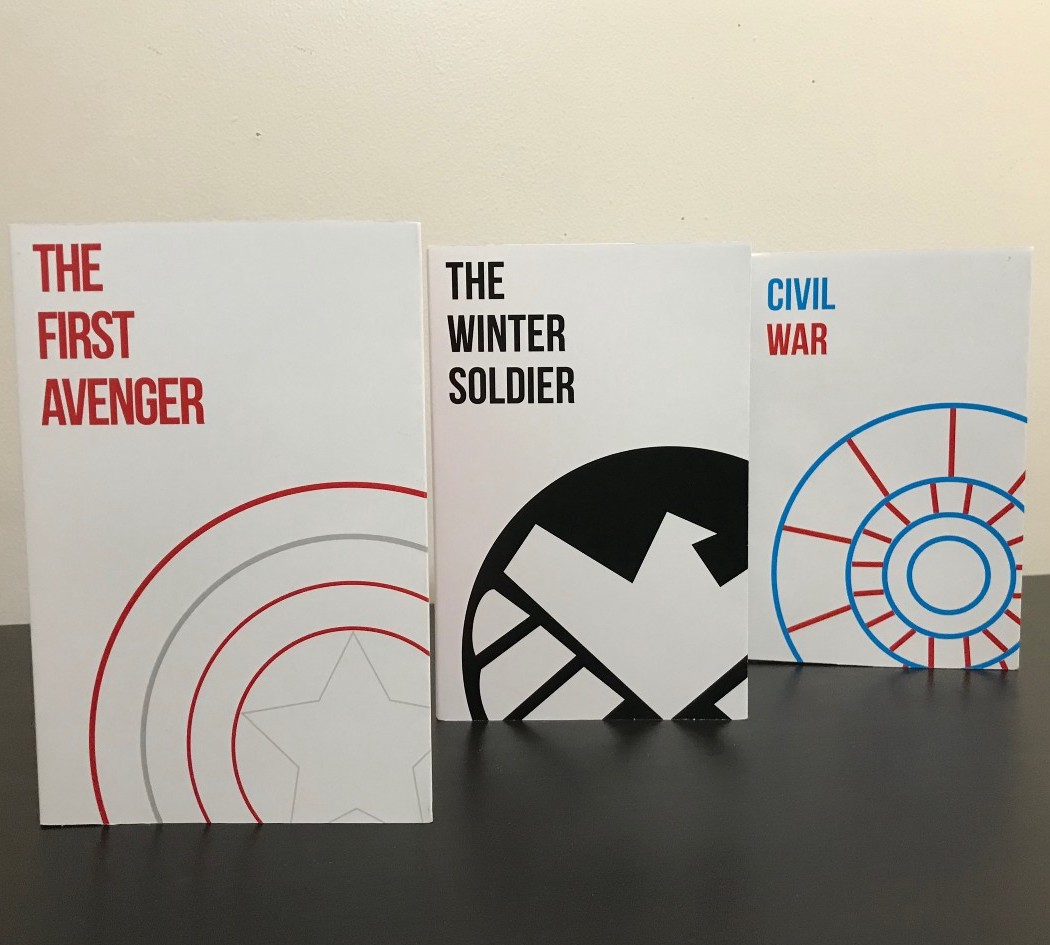 THE
FIRST
AVENGER
THE
WINTER
SOLDIER
CIVIL
WAR